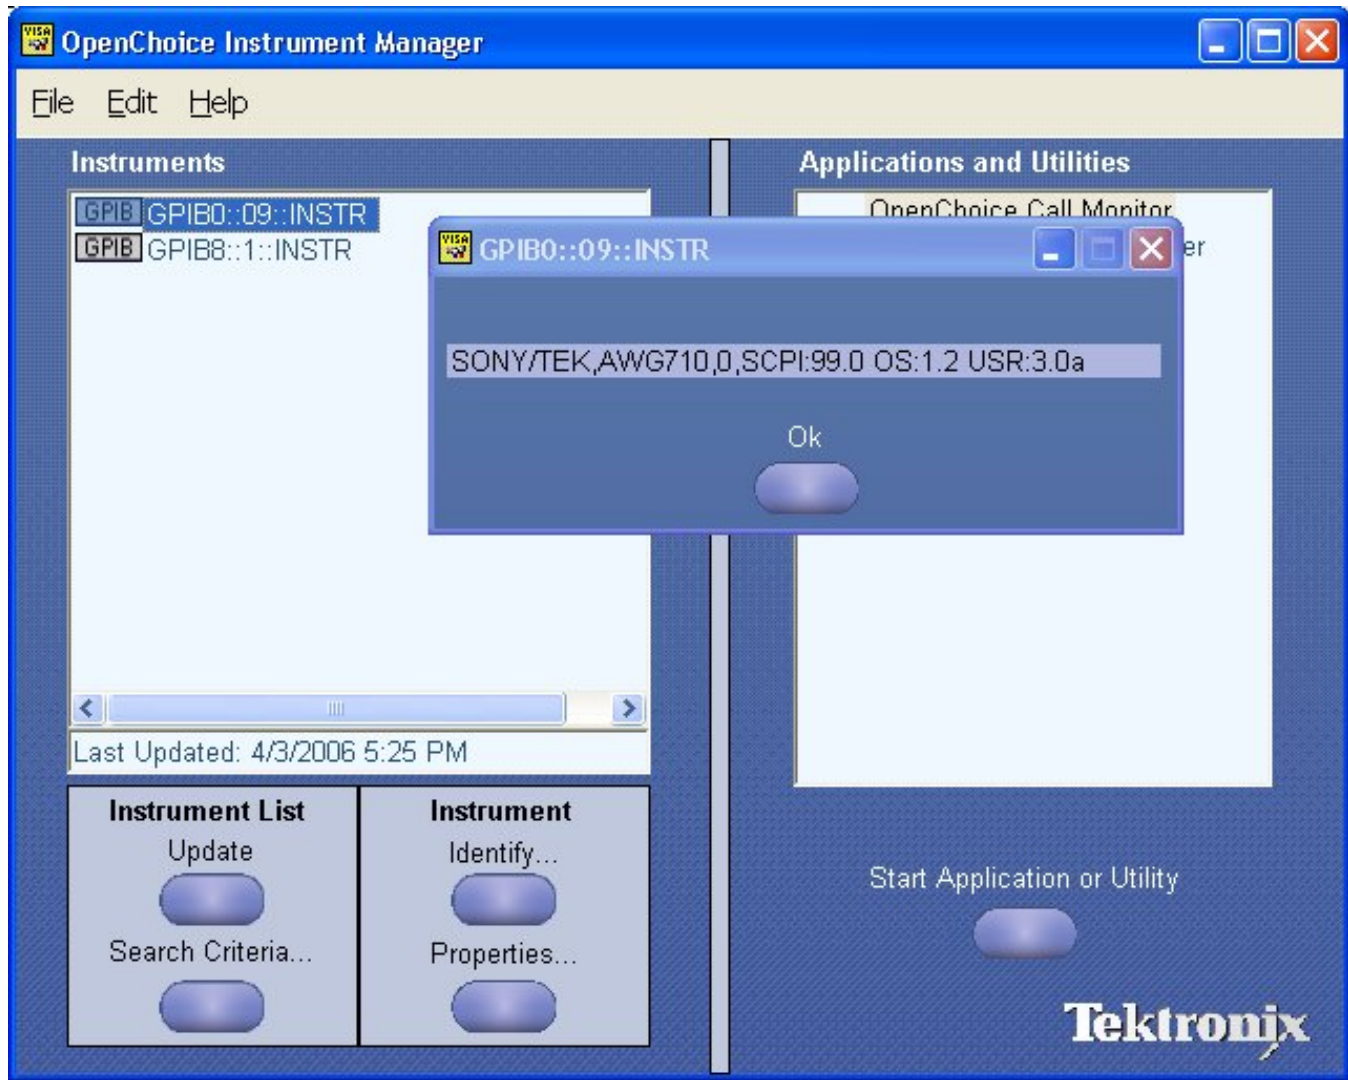 VISA OpenChoice Instrument Manager
File Edit Help
Instruments
GPIB GPIB0::09::INSTR
GPIB GPIB8::1::INSTR
Last Updated: 4/3/2006 5:25 PM
Instrument List
Update
Search Criteria...
Instrument
Identify...
Properties...
Applications and Utilities
OpenChoice Call Monitor
er
VISA GPIB0::09::INSTR
SONY/TEK,AWG710,0,SCPI:99.0 OS:1.2 USR:3.0a
Ok
Start Application or Utility
Tektronix